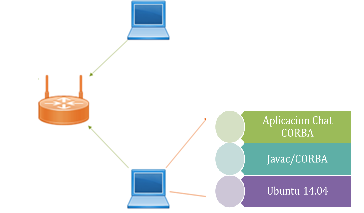 Aplicacion Chat
CORBA
Javac/CORBA
Ubuntu 14.04